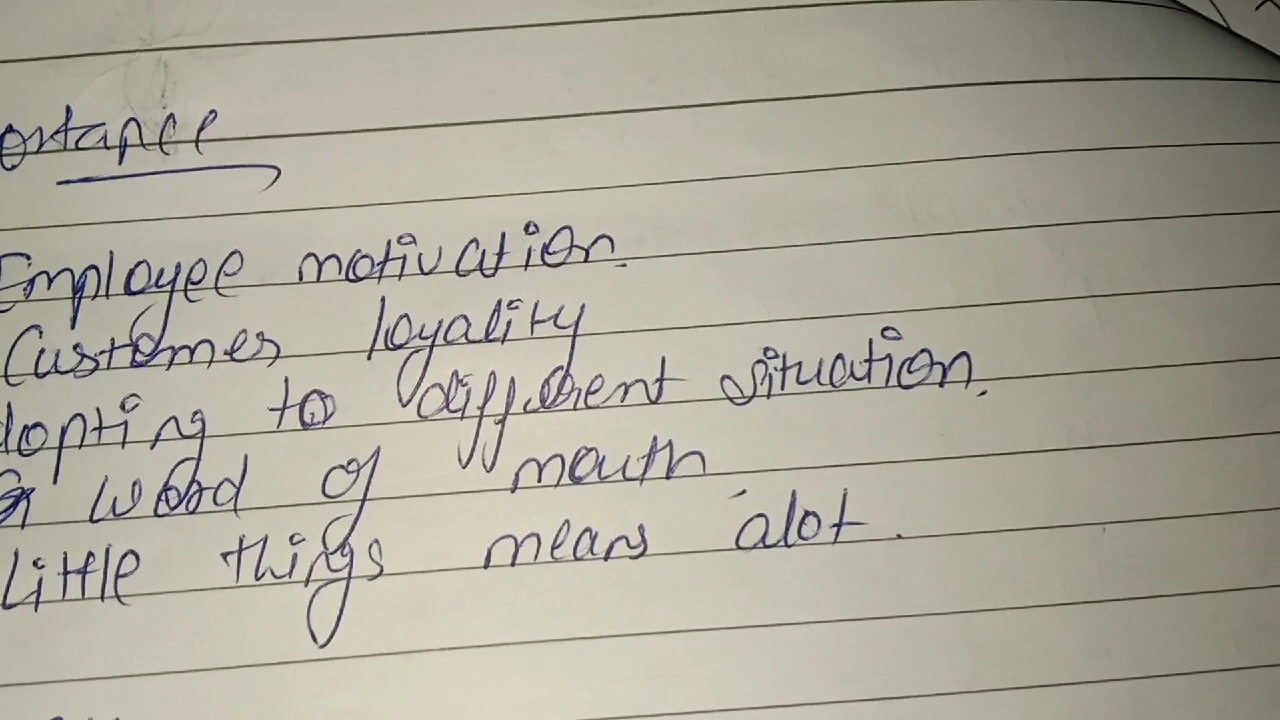 ortance
Employee motivation.
Customer loyality
dopting to different situation.
word of mouth
Little things means alot.